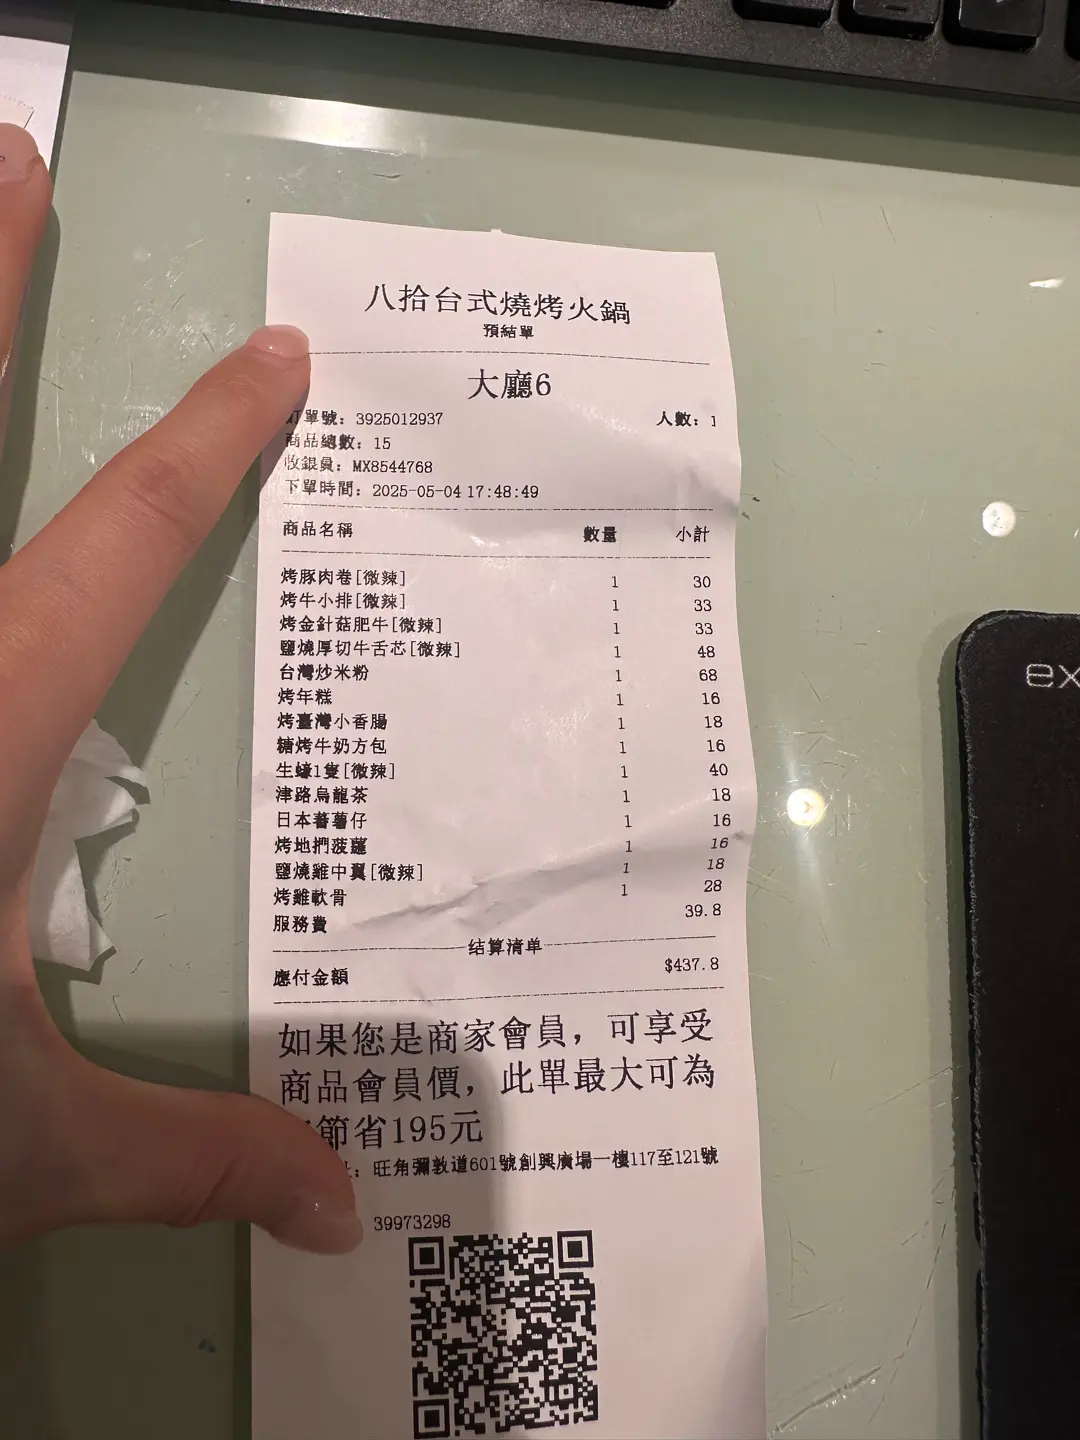 八拾台式燒烤火鍋
預結單
大廳6
訂單號：3925012937 人數：1
商品總數：15
收銀員：MX8544768
下單時間：2025-05-04 17:48:49
商品名稱 數量 小計
烤豚肉卷[微辣] 1 30
烤牛小排[微辣] 1 33
烤金針菇肥牛[微辣] 1 33
鹽燒厚切牛舌芯[微辣] 1 48
台灣炒米粉 1 68
烤年糕 1 16
烤臺灣小香腸 1 18
糖烤牛奶方包 1 16
生蠔1隻[微辣] 1 40
津路烏龍茶 1 18
日本蕃薯仔 1 16
烤地捫菠蘿 1 16
鹽燒雞中翼[微辣] 1 18
烤雞軟骨 1 28
服務費 39.8
结算清单
應付金額 $437.8
如果您是商家會員，可享受
商品會員價，此單最大可為
節省195元
：旺角彌敦道601號創興廣場一樓117至121號
39973298
ex